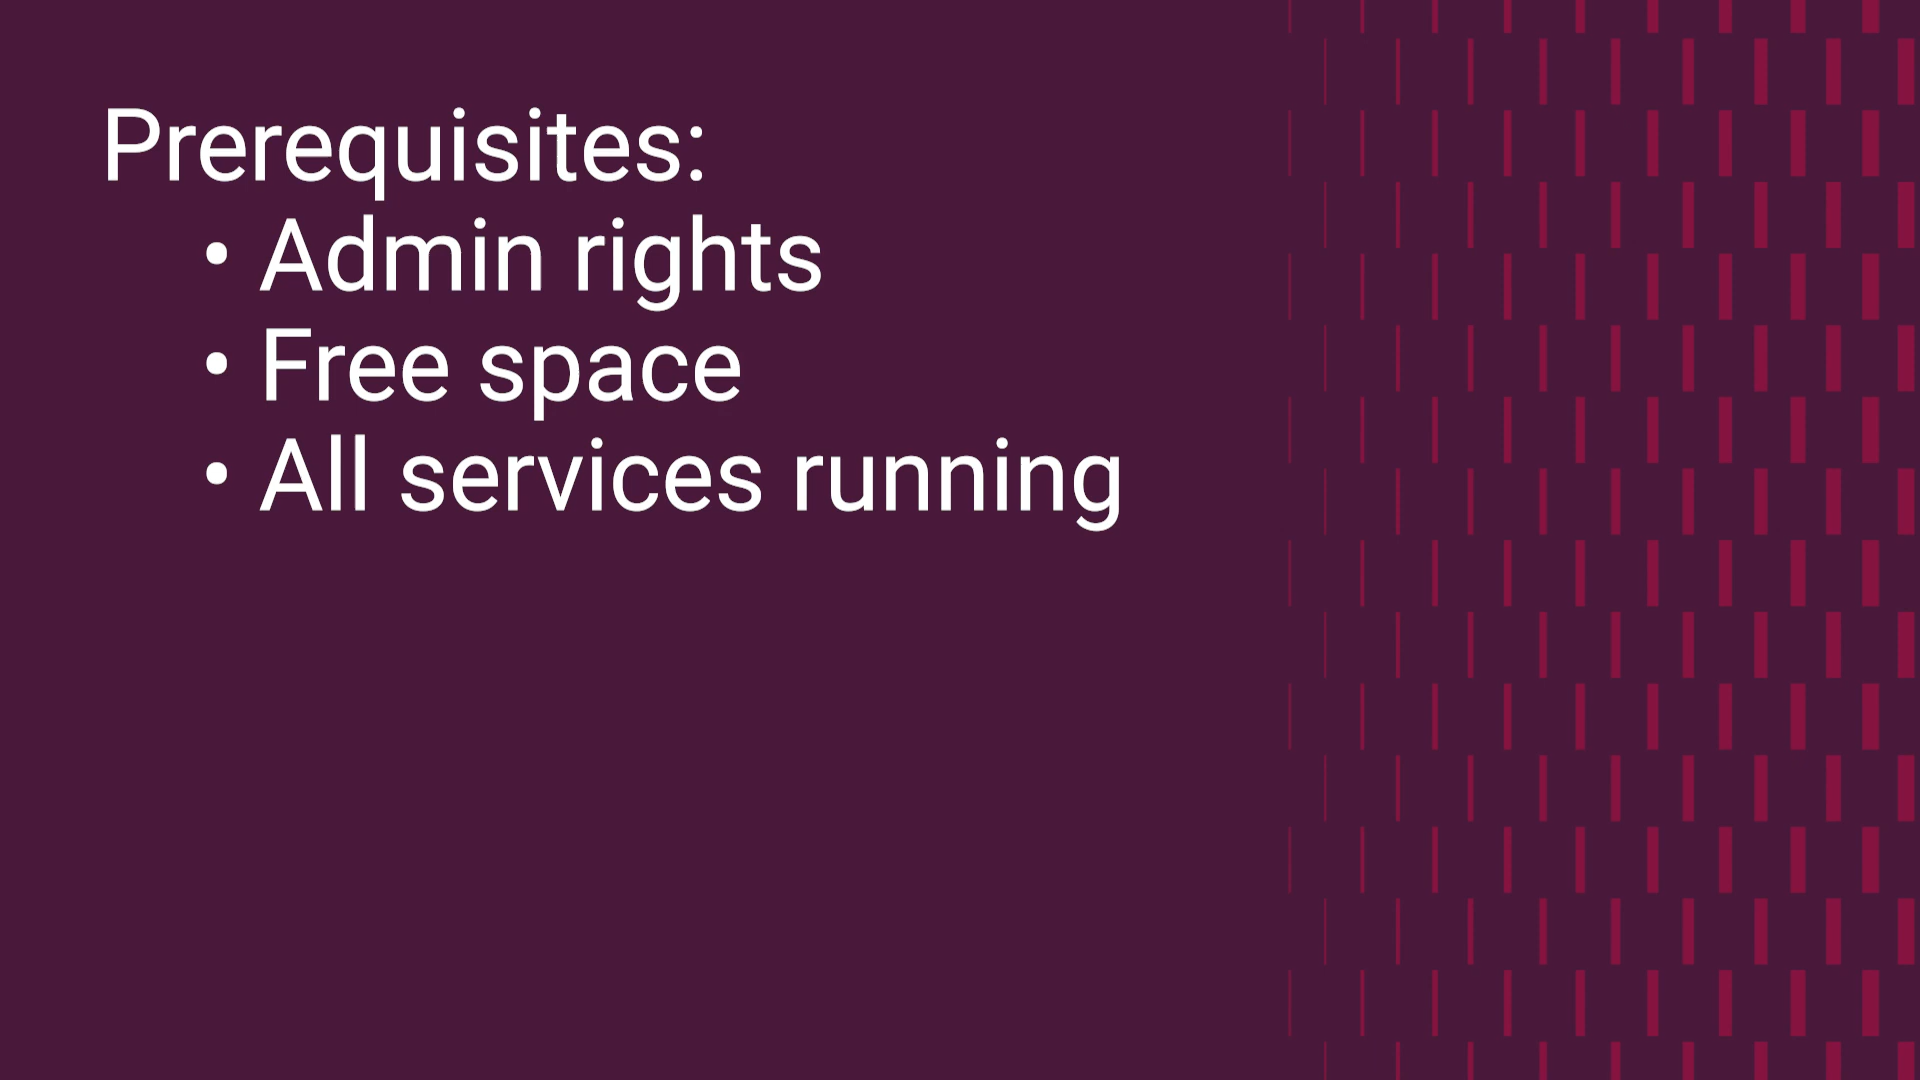 Prerequisites:
• Admin rights
• Free space
• All services running